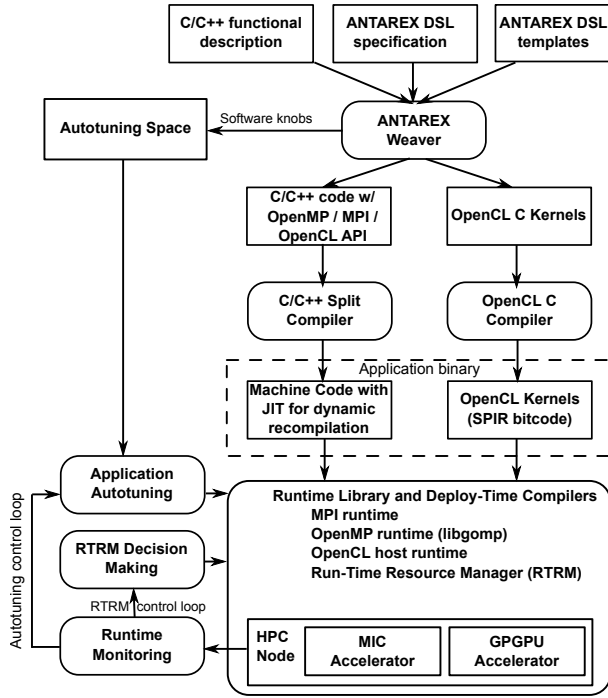 C/C++ functional
description
ANTAREX DSL
specification
ANTAREX DSL
templates
Autotuning Space
Software knobs
ANTAREX
Weaver
C/C++ code w/
OpenMP / MPI /
OpenCL API
OpenCL C Kernels
C/C++ Split
Compiler
OpenCL C
Compiler
Application binary
Machine Code with
JIT for dynamic
recompilation
OpenCL Kernels
(SPIR bitcode)
Autotuning control loop
Application
Autotuning
RTRM Decision
Making
RTRM control loop
Runtime
Monitoring
Runtime Library and Deploy-Time Compilers
MPI runtime
OpenMP runtime (libgomp)
OpenCL host runtime
Run-Time Resource Manager (RTRM)
HPC
Node
MIC
Accelerator
GPGPU
Accelerator